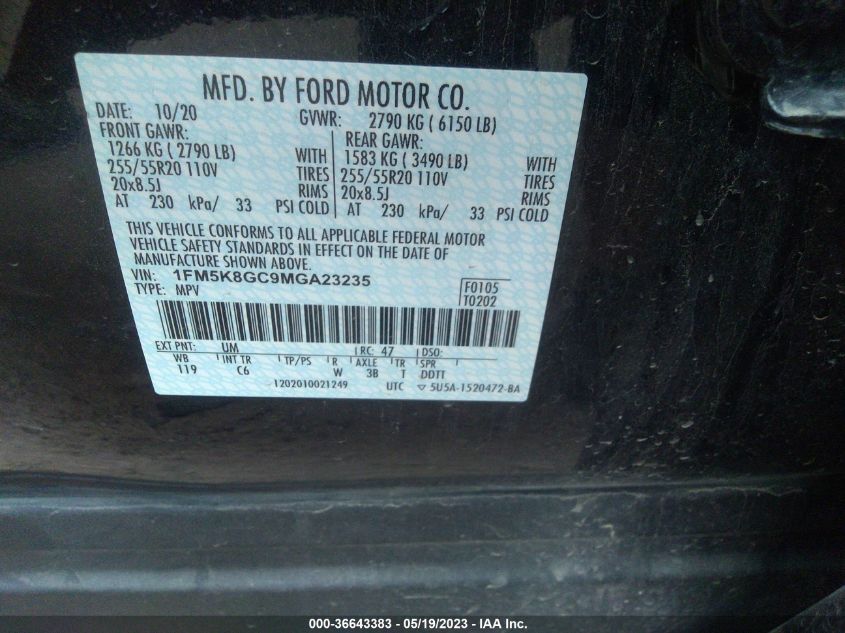 MFD. BY FORD MOTOR CO.
DATE: 10/20 GVWR: 2790 KG ( 6150 LB)
FRONT GAWR: REAR GAWR:
1266 KG ( 2790 LB) WITH 1583 KG ( 3490 LB) WITH
255/55R20 110V TIRES 255/55R20 110V TIRES
20x8.5J RIMS 20x8.5J RIMS
AT 230 kPa/ 33 PSI COLD AT 230 kPa/ 33 PSI COLD
THIS VEHICLE CONFORMS TO ALL APPLICABLE FEDERAL MOTOR
VEHICLE SAFETY STANDARDS IN EFFECT ON THE DATE OF
MANUFACTURE SHOWN ABOVE.
VIN: 1FM5K8GC9MGA23235 F0105
TYPE: MPV T0202
EXT PNT: UM RC: 47 DSO:
WB INT TR TP/PS R AXLE TR SPR
119 C6 W 3B T DDTT
1202010021249 UTC ▽ 5U5A-1520472-BA
000-36643383 - 05/19/2023 - IAA Inc.